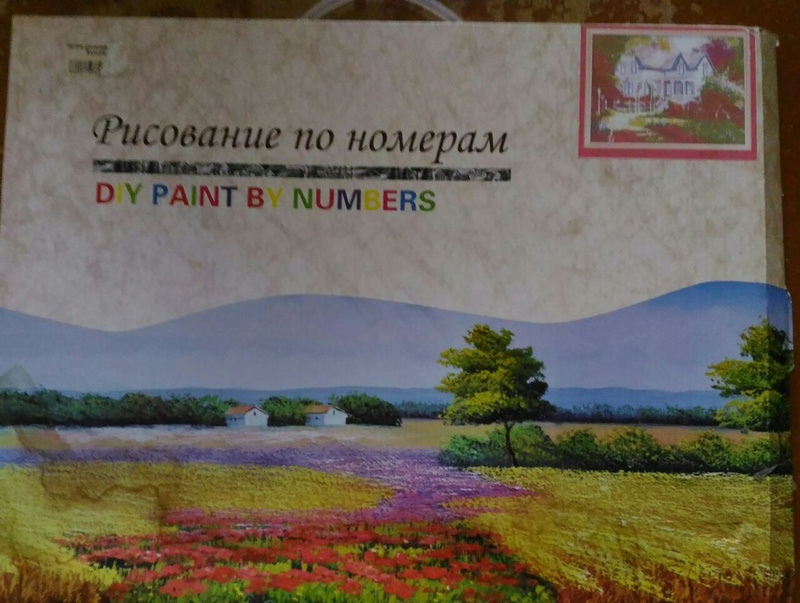 Рисование по номерам
DIY PAINT BY NUMBERS